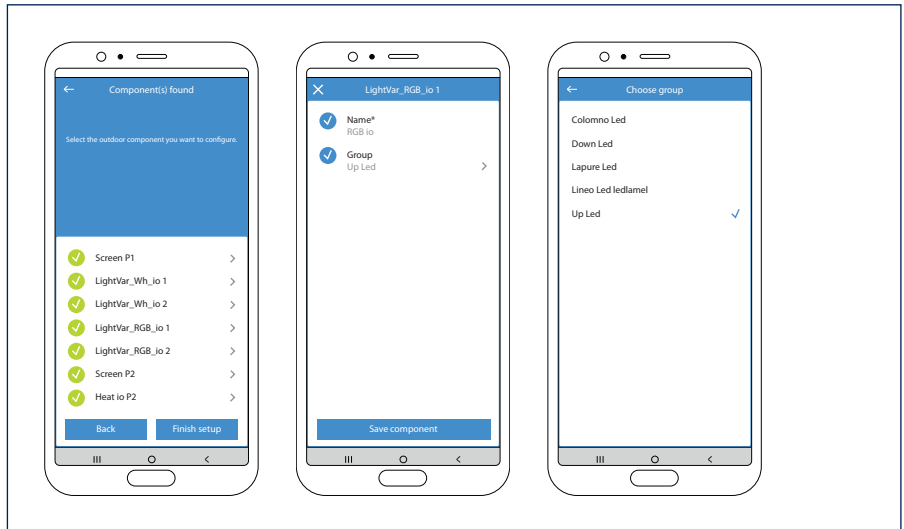 Component(s) found
Select the outdoor component you want to configure.
Screen P1
LightVar_Wh_io 1
LightVar_Wh_io 2
LightVar_RGB_io 1
LightVar_RGB_io 2
Screen P2
Heat io P2
Back
Finish setup
LightVar_RGB_io 1
Name*
RGB io
Group
Up Led
Save component
Choose group
Colomno Led
Down Led
Lapure Led
Lineo Led ledlamel
Up Led